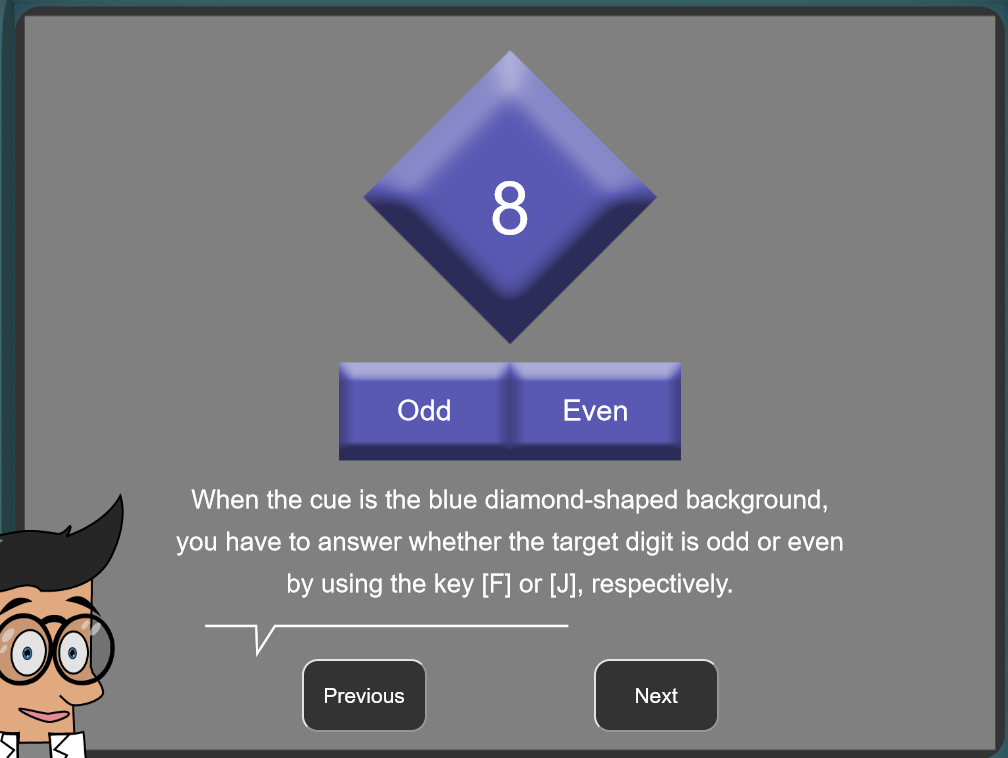 8
Odd Even
When the cue is the blue diamond-shaped background,
you have to answer whether the target digit is odd or even
by using the key [F] or [J], respectively.
Previous Next